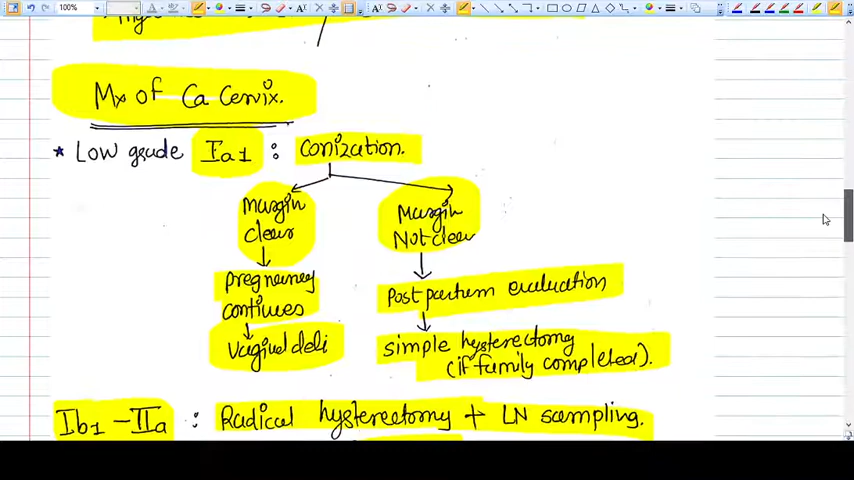 100%
Mx of Ca Cervix.
* Low grade Ia1 : Conization.
Margin clear
Margin Not clear
pregnancy continues
Post partum evaluation
vaginal deli
simple hysterectomy
(if family completed).
Ib1 - IIa : Radical hysterectomy + LN sampling.